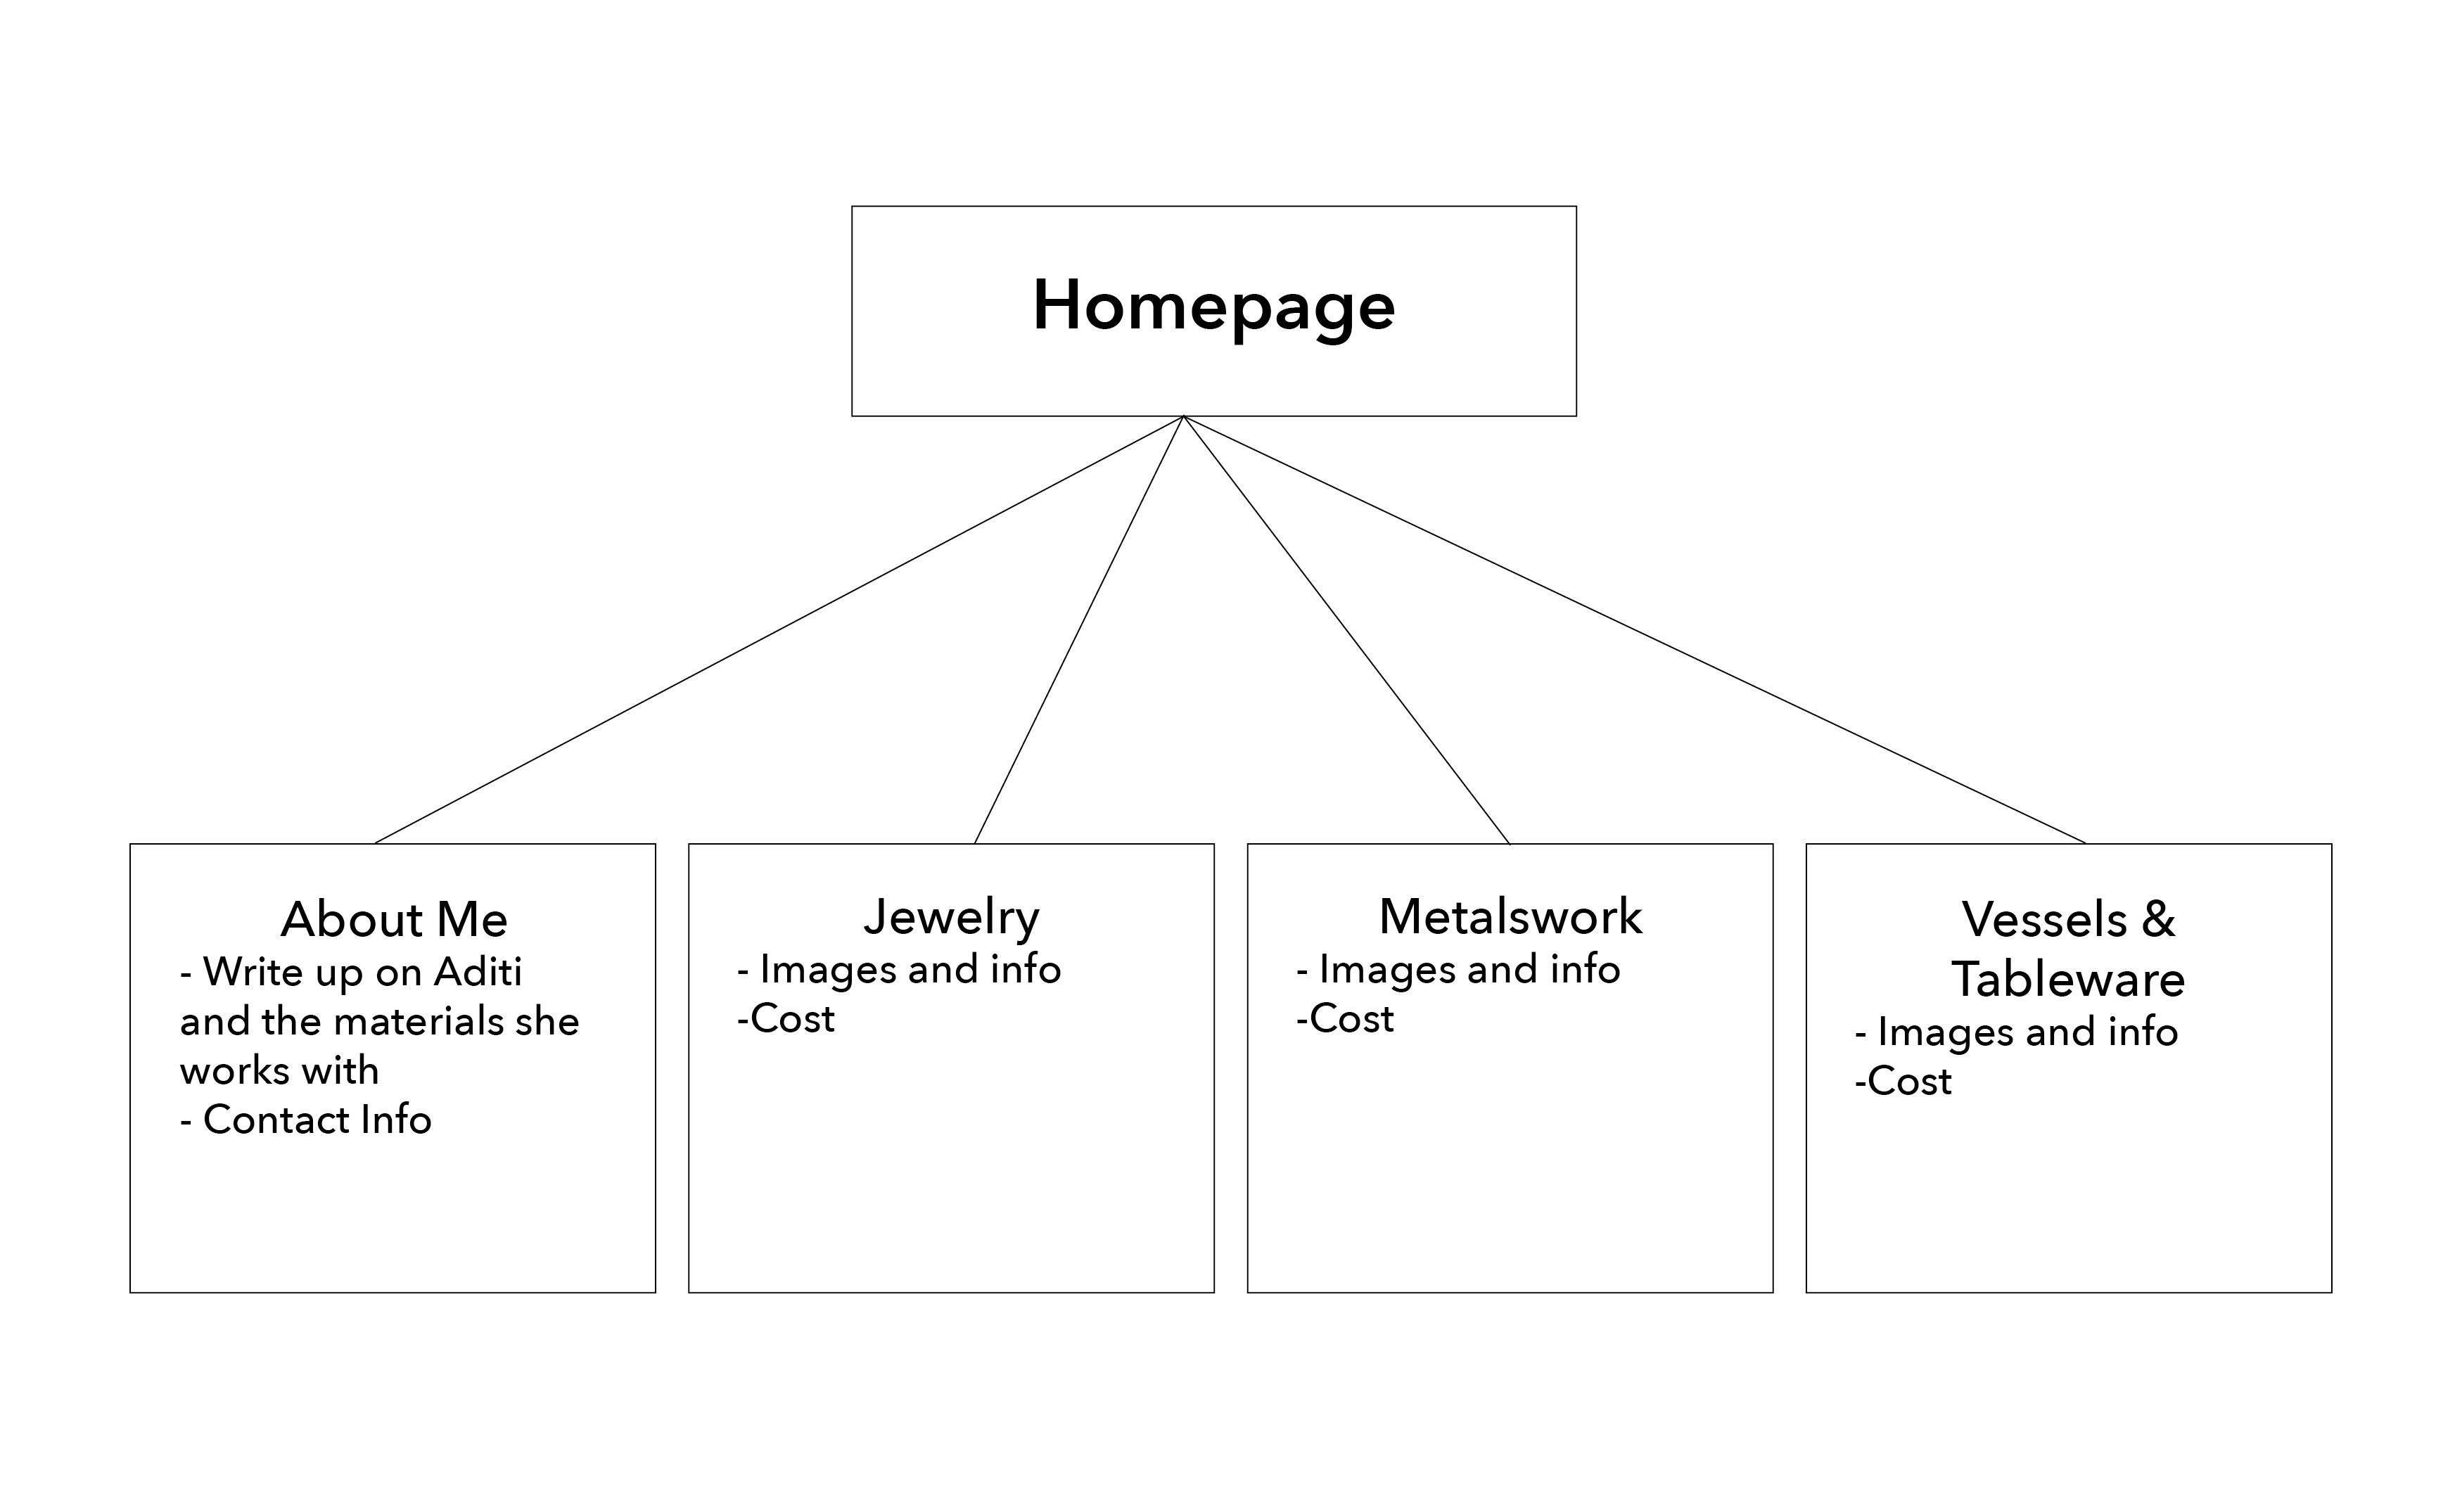 Homepage
About Me
- Write up on Aditi
and the materials she
works with
- Contact Info
Jewelry
- Images and info
-Cost
Metalswork
- Images and info
-Cost
Vessels &
Tableware
- Images and info
-Cost